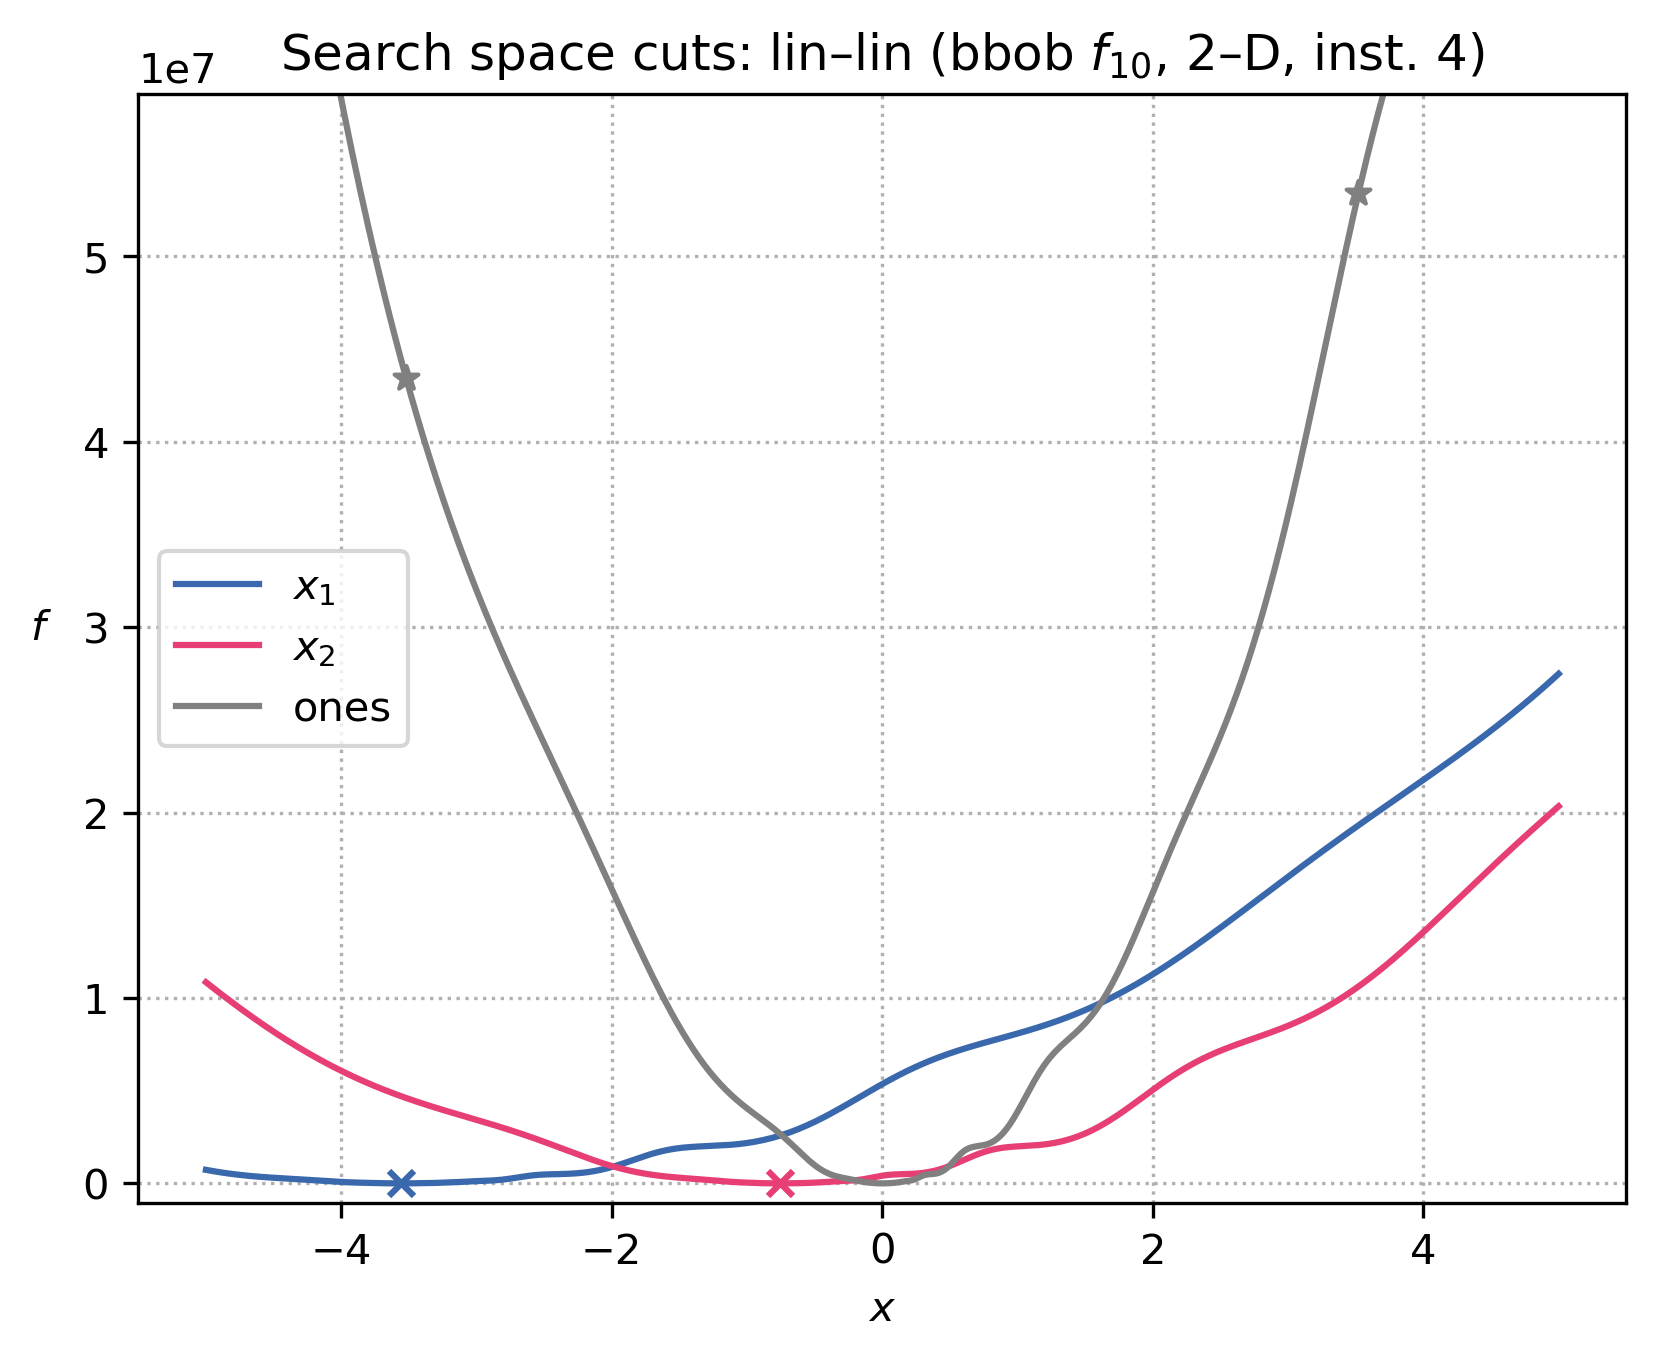 Search space cuts: lin–lin (bbob f₁₀, 2–D, inst. 4)
1e7
5
4
3
2
1
0
f
x₁
x₂
ones
−4
−2
0
2
4
x